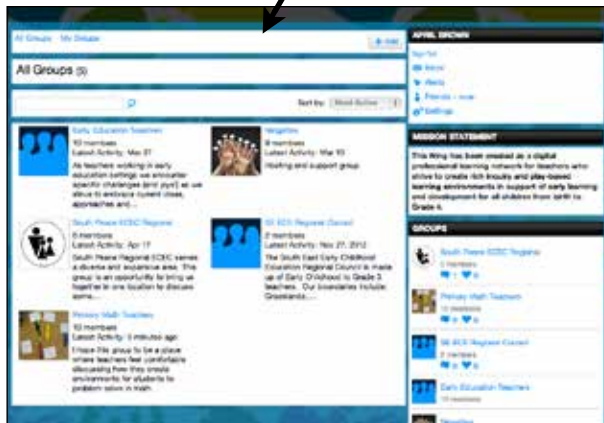 All Groups My Groups
+ Add
All Groups (5)
Sort by: Most Active
Early Education Teachers
10 members
Latest Activity: Mar 27
As teachers working in early
education settings we encounter
specific challenges (and joys!) as we
strive to embrace current ideas,
approaches and…
Ningsters
8 members
Latest Activity: Mar 10
Hosting and support group
South Peace ECEC Regional
6 members
Latest Activity: Apr 17
South Peace Regional ECEC serves
a diverse and expansive area. This
group is an opportunity to bring us
together in one location to discuss
some…
SE ECE Regional Council
2 members
Latest Activity: Nov 27, 2012
The South East Early Childhood
Education Regional Council is made
up of Early Childhood to Grade 3
teachers. Our boundaries include:
Grasslands,…
Primary Math Teachers
10 members
Latest Activity: 5 minutes ago
I hope this group to be a place
where teachers feel comfortable
discussing how they create
environments for students to
problem solve in math
APRIL BROWN
Sign Out
Inbox
Alerts
Friends –
Settings
MISSION STATEMENT
This Ning has been created as a digital
professional learning network for teachers who
strive to create rich inquiry and play-based
learning environments in support of early learning
and development for all children from birth to
Grade 4.
GROUPS
South Peace ECEC Regional
6 members
Primary Math Teachers
10 members
SE ECE Regional Council
2 members
Early Education Teachers
10 members
Ningsters